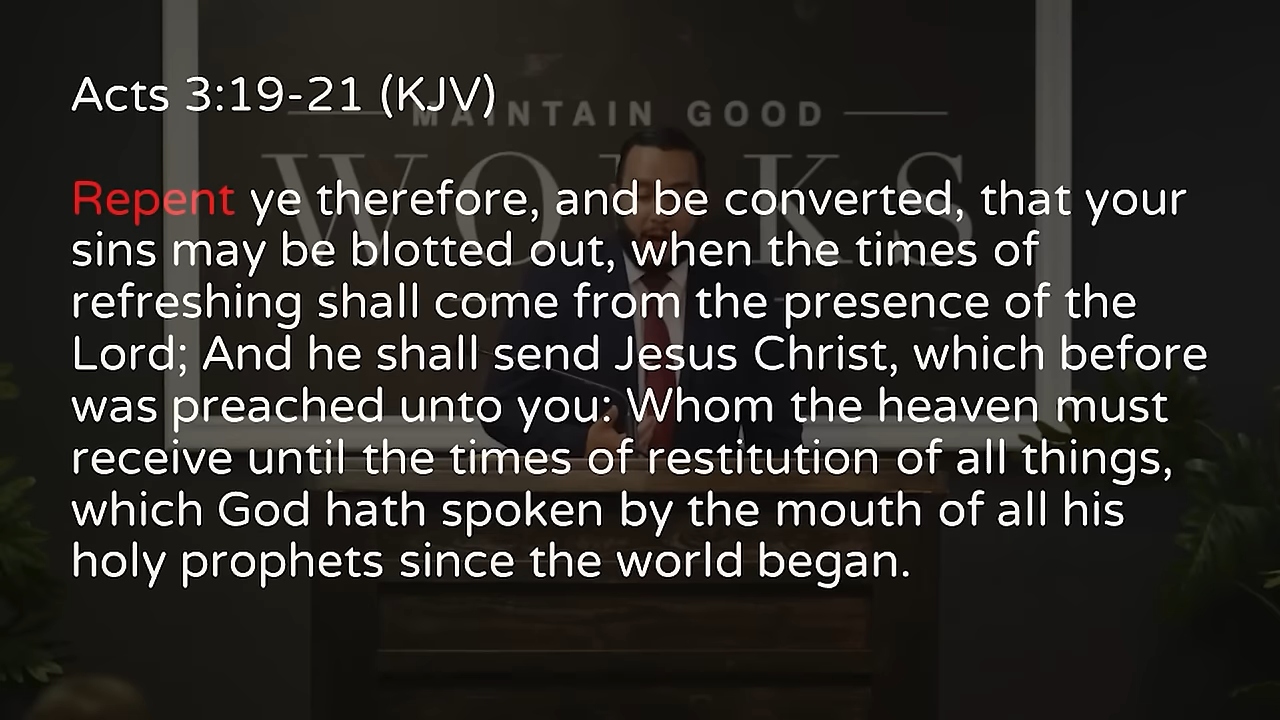 Acts 3:19-21 (KJV)
MAINTAIN GOOD
WORKS
Repent ye therefore, and be converted, that your
sins may be blotted out, when the times of
refreshing shall come from the presence of the
Lord; And he shall send Jesus Christ, which before
was preached unto you: Whom the heaven must
receive until the times of restitution of all things,
which God hath spoken by the mouth of all his
holy prophets since the world began.